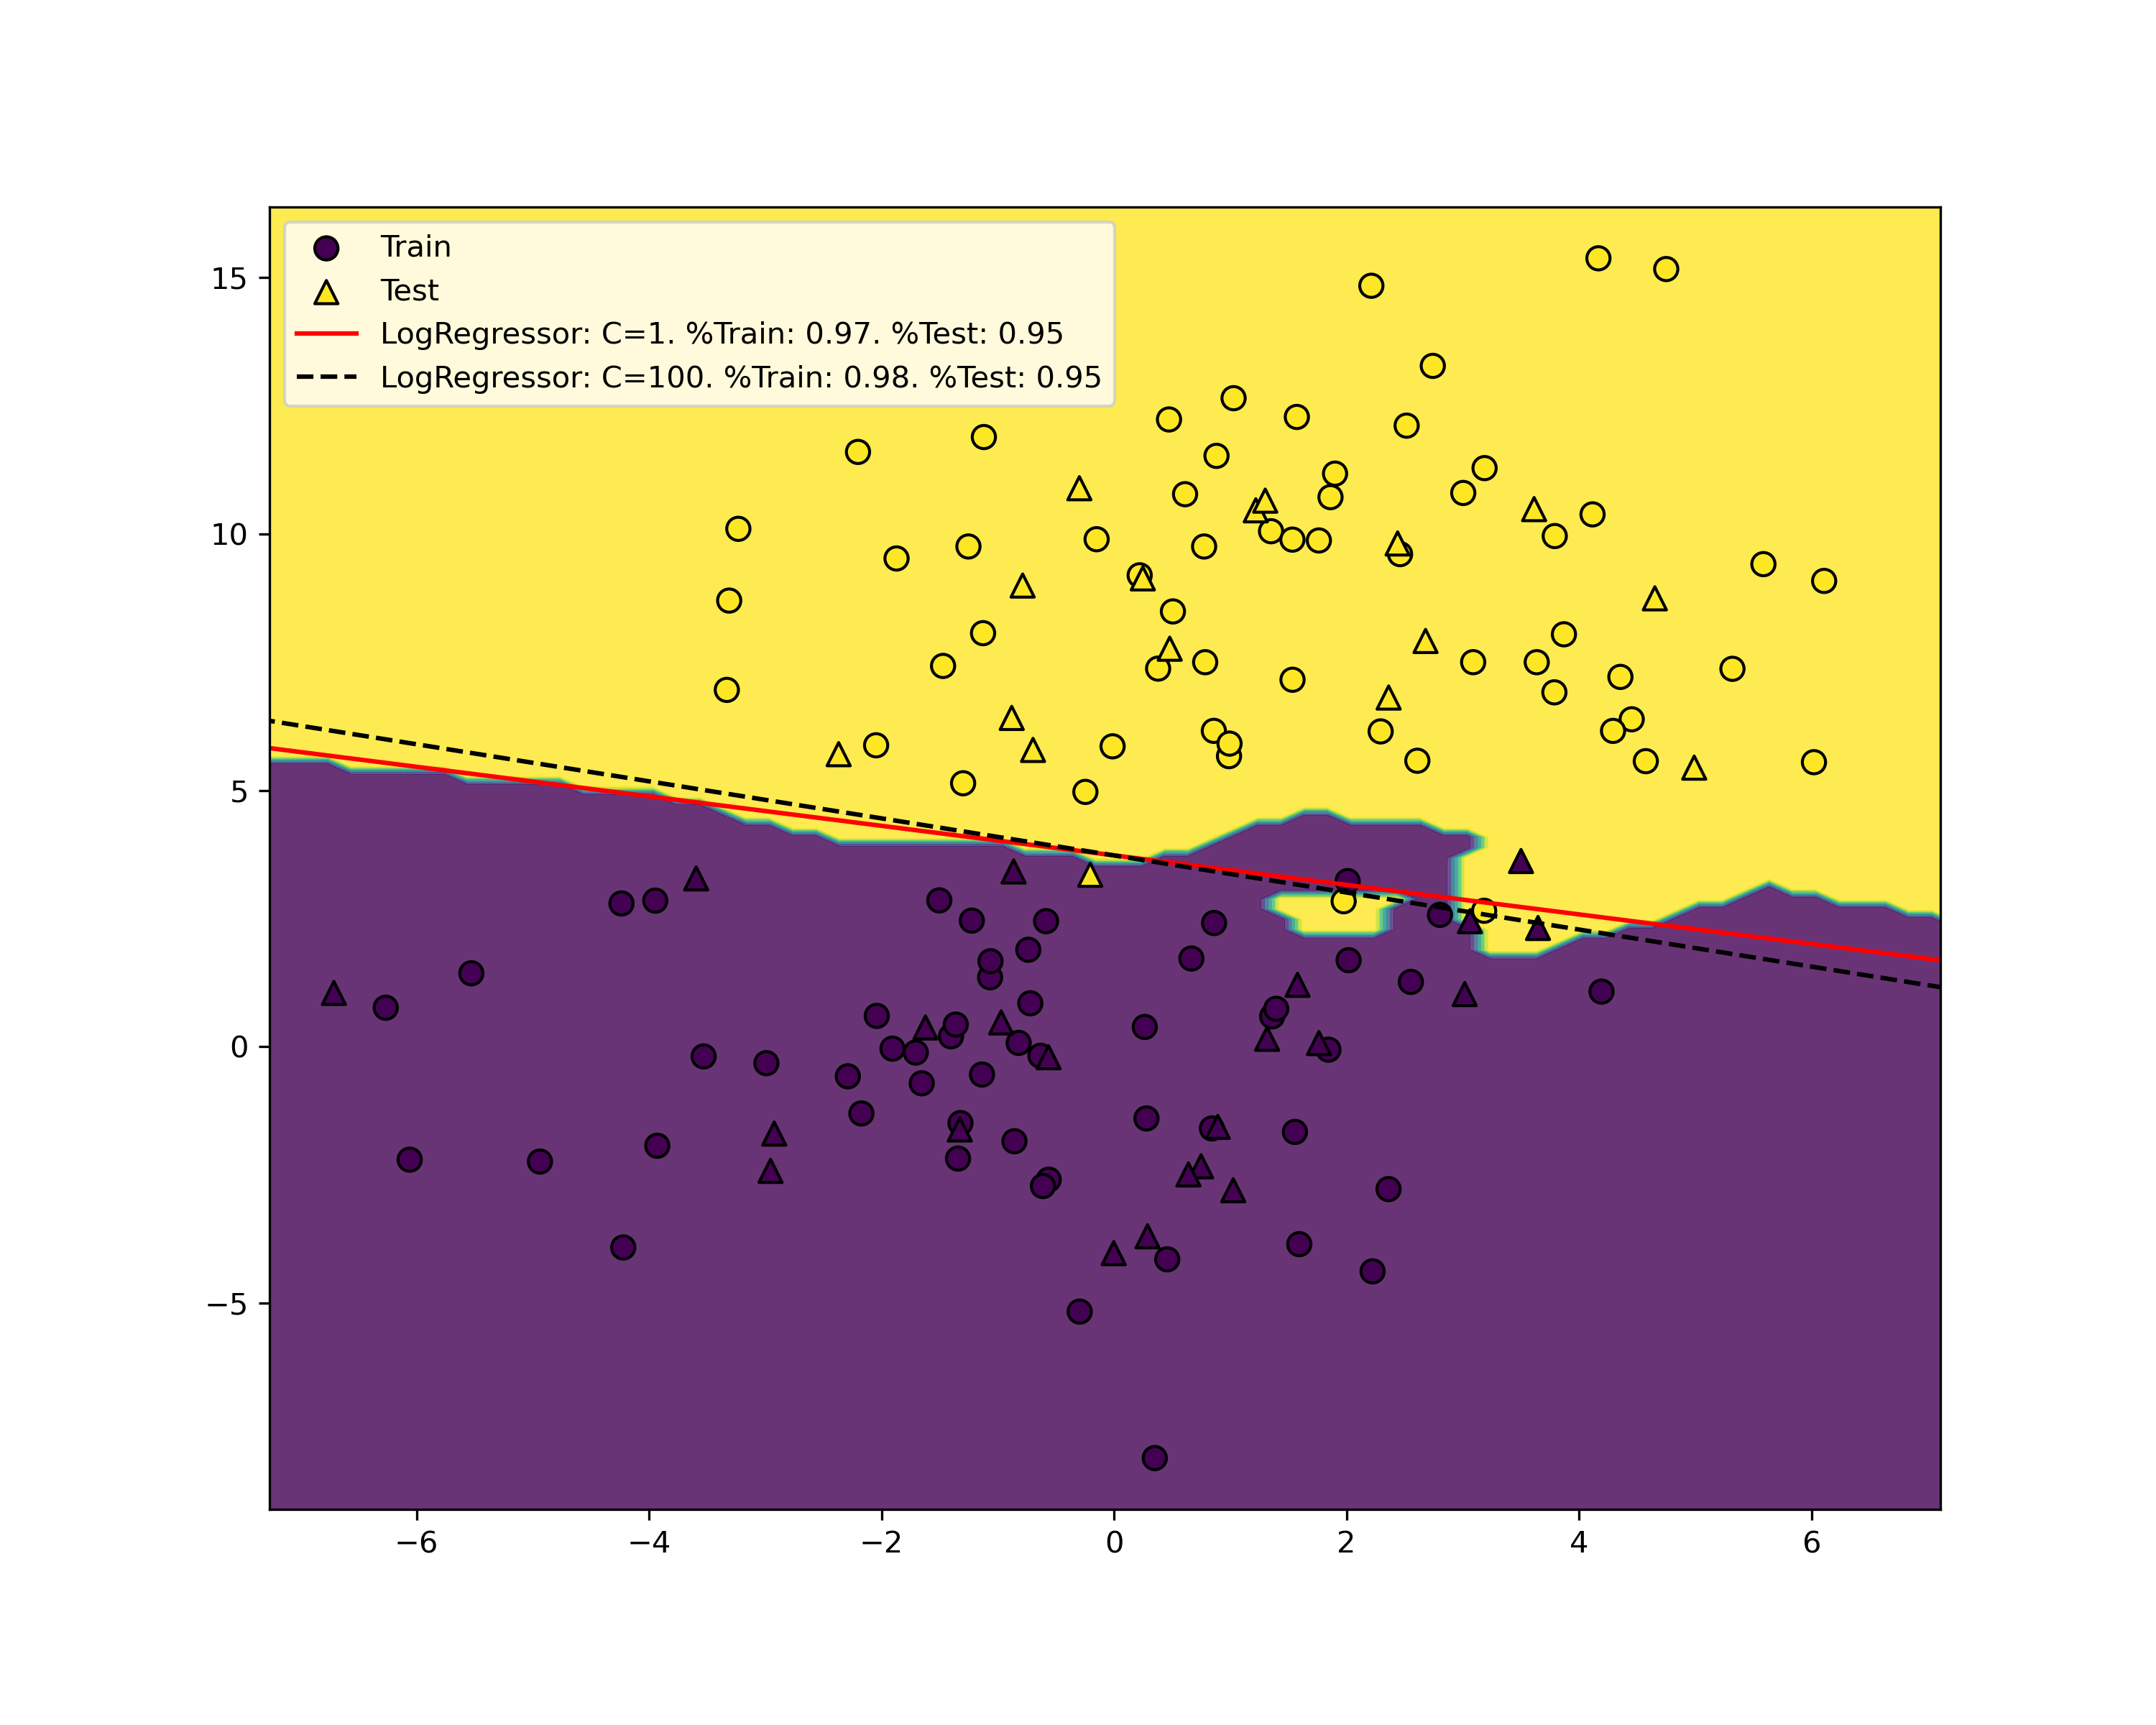 Train
Test
LogRegressor: C=1. %Train: 0.97. %Test: 0.95
LogRegressor: C=100. %Train: 0.98. %Test: 0.95
15
10
5
0
−5
−6 −4 −2 0 2 4 6